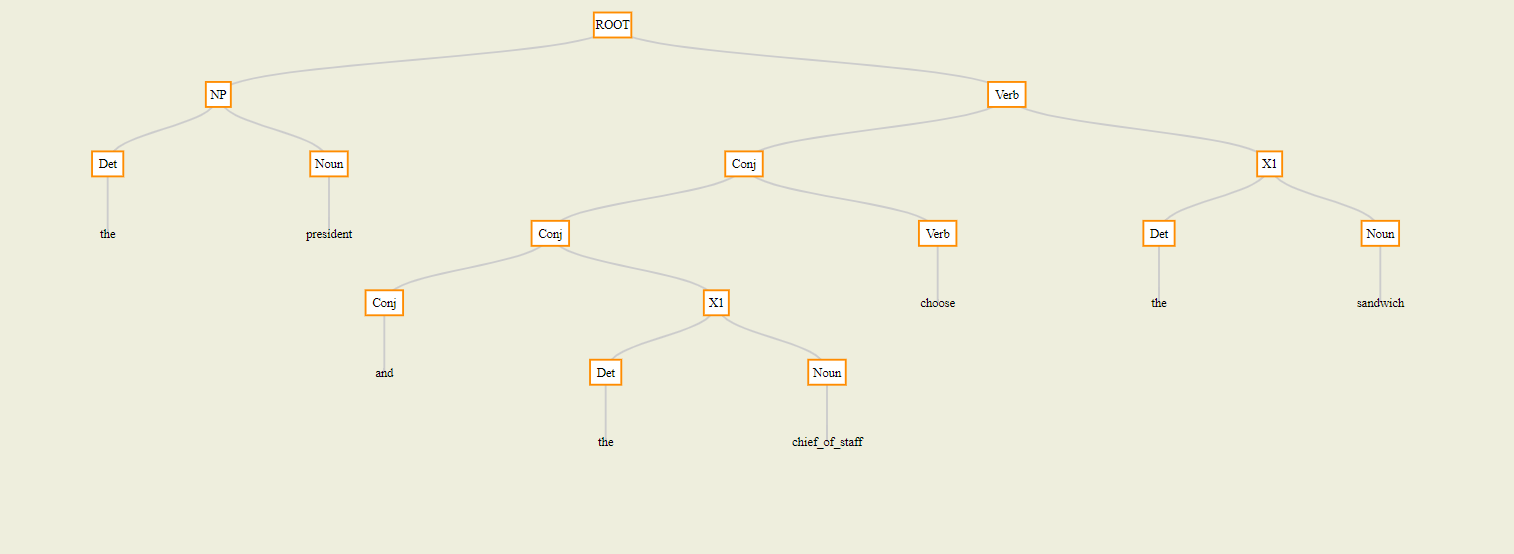 ROOT
NP Verb
Det Noun Conj X1
the president Conj Verb Det Noun
Conj X1 choose the sandwich
and Det Noun
the chief_of_staff